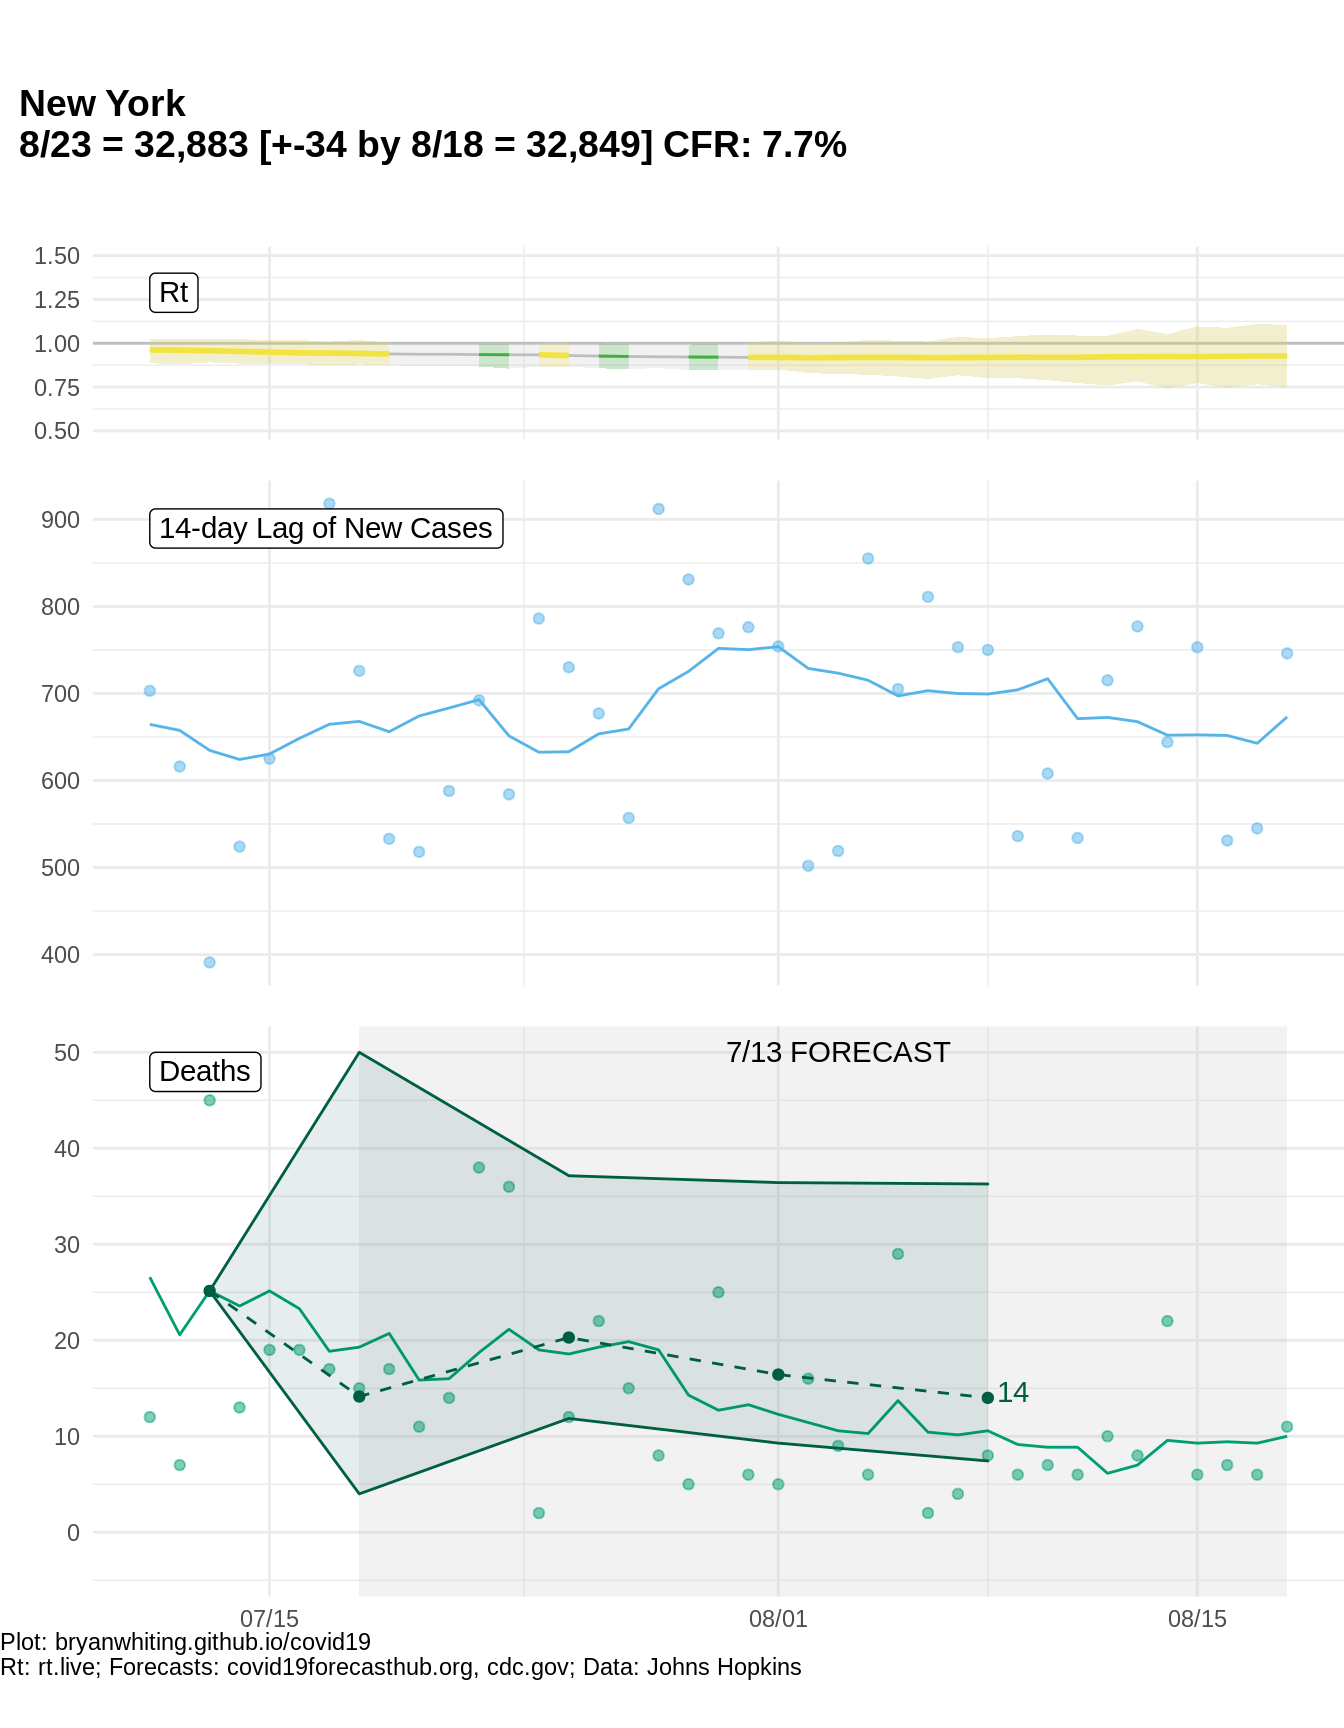 New York
8/23 = 32,883 [+-34 by 8/18 = 32,849] CFR: 7.7%
1.50
1.25
1.00
0.75
0.50
Rt
900
800
700
600
500
400
14-day Lag of New Cases
50
40
30
20
10
0
Deaths
7/13 FORECAST
14
07/15 08/01 08/15
Plot: bryanwhiting.github.io/covid19
Rt: rt.live; Forecasts: covid19forecasthub.org, cdc.gov; Data: Johns Hopkins